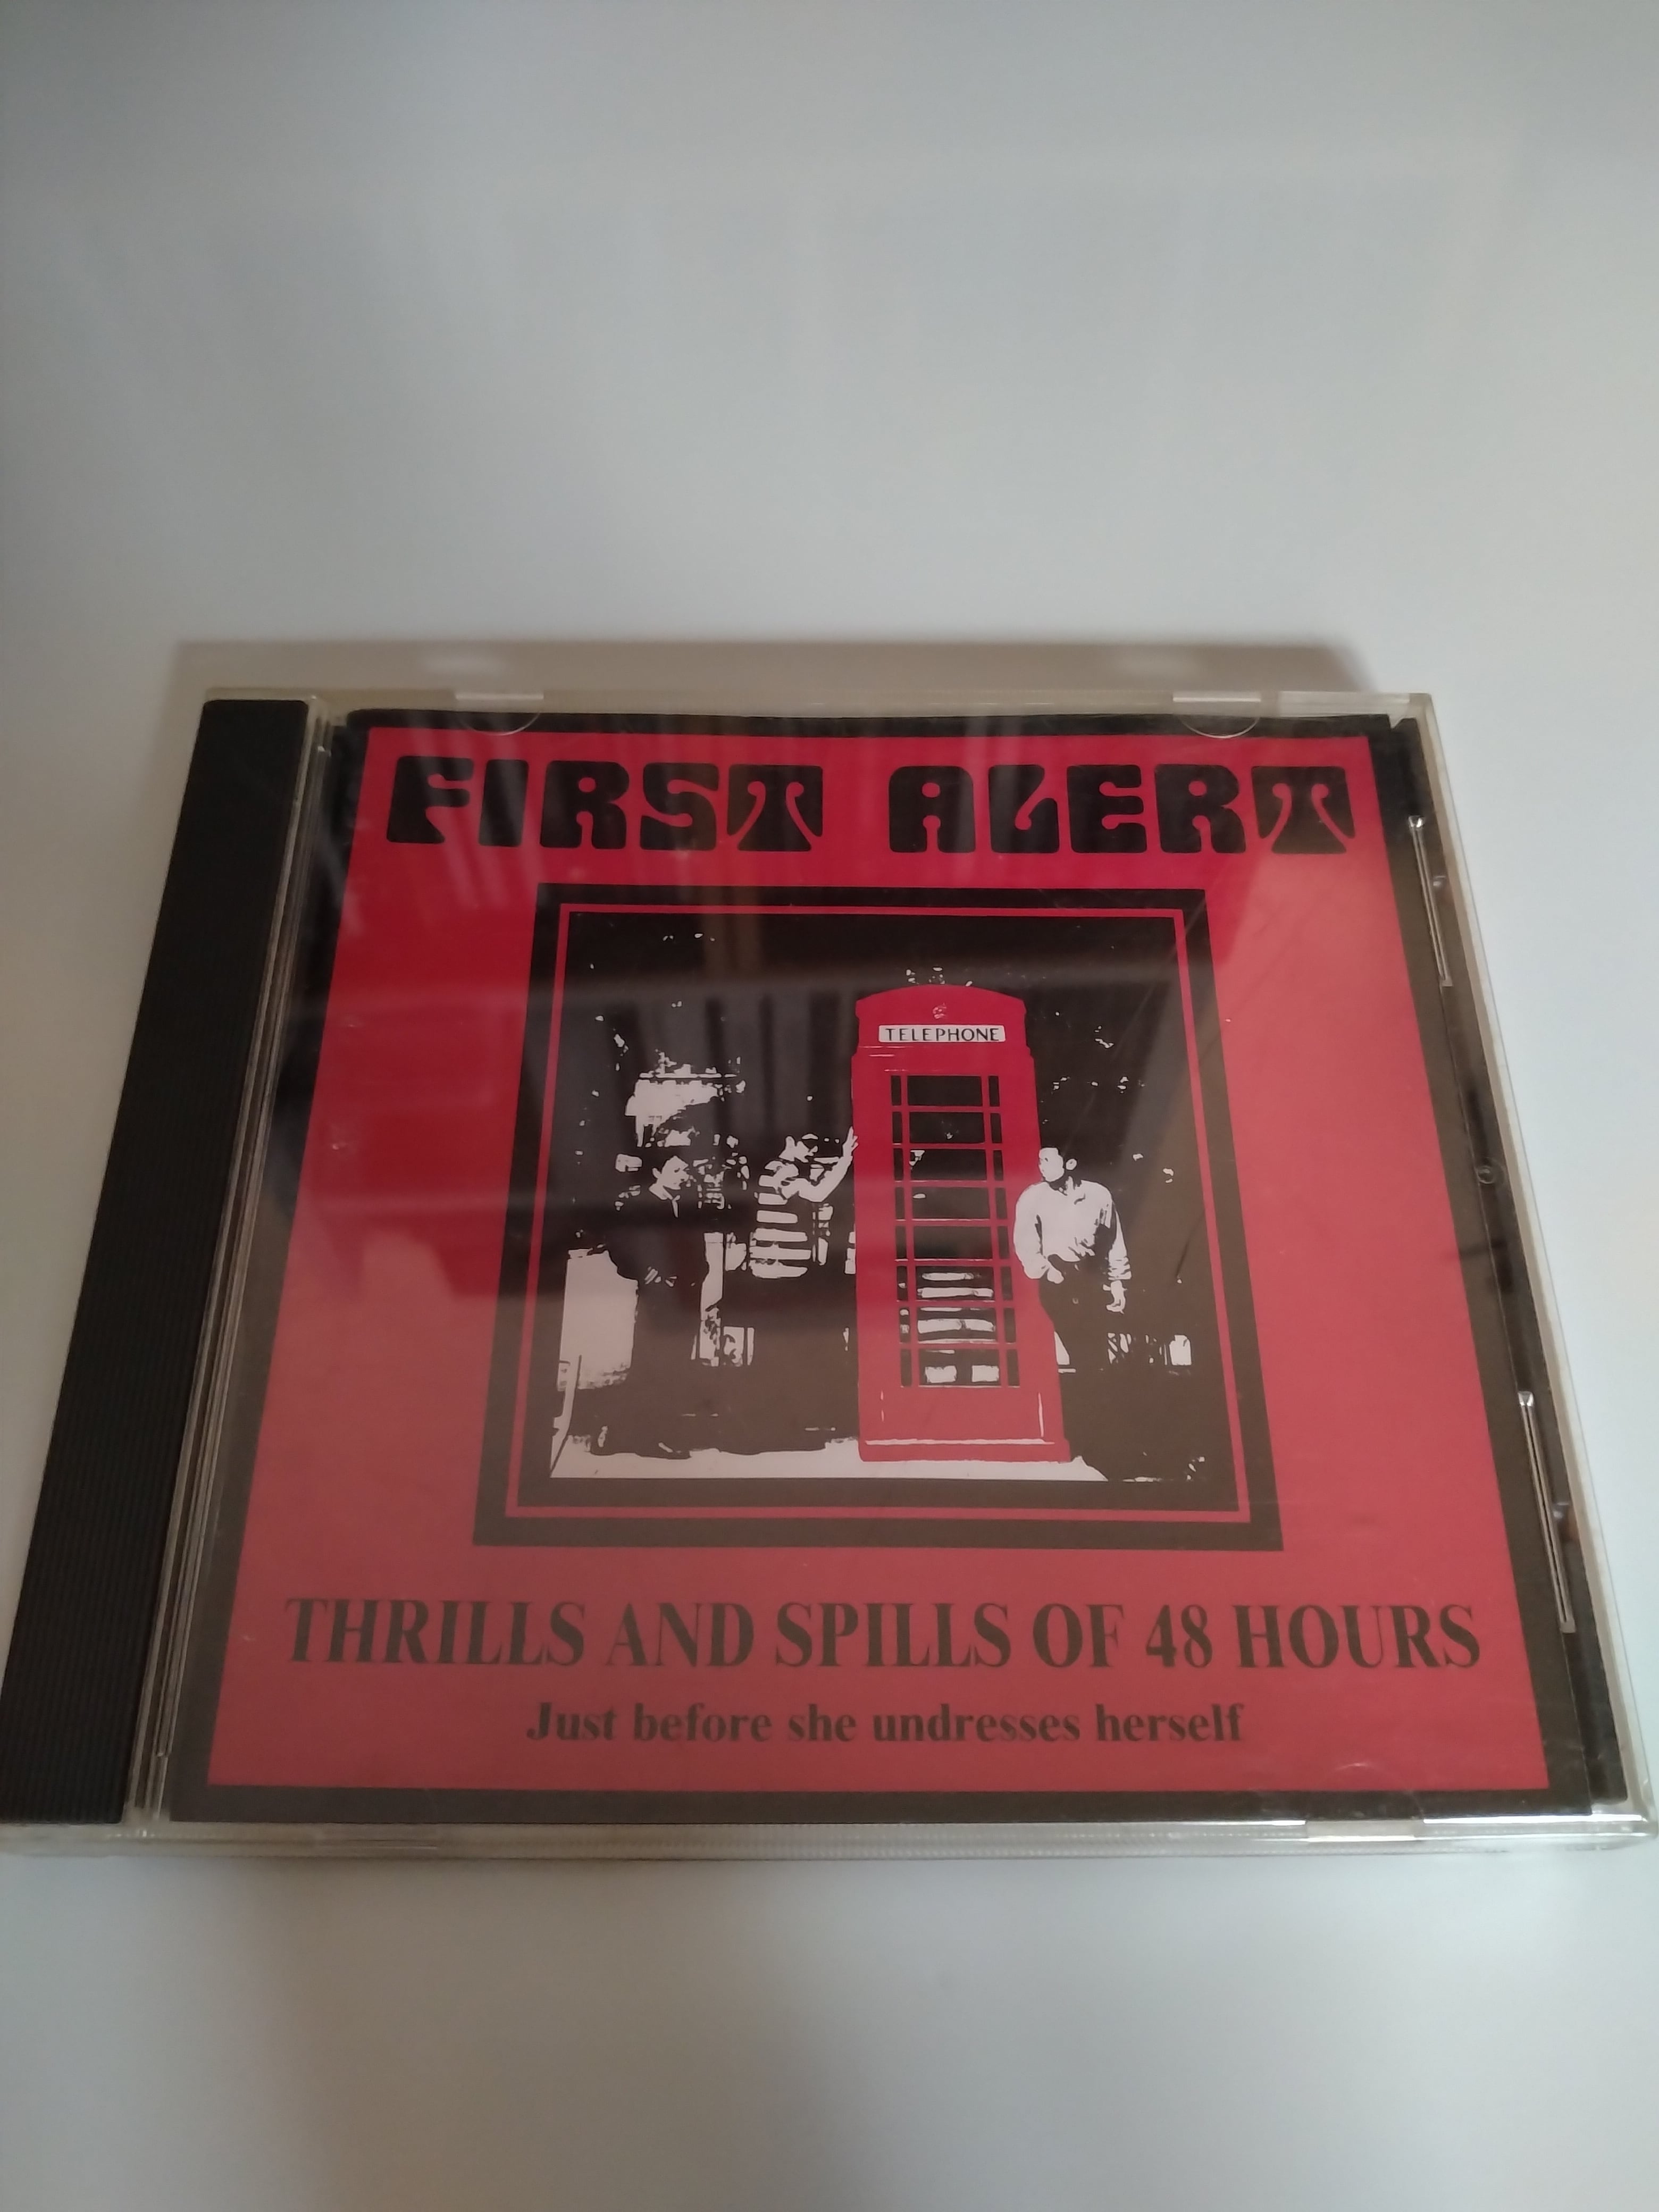 FIRST ALERT
TELEPHONE
THRILLS AND SPILLS OF 48 HOURS
Just before she undresses herself